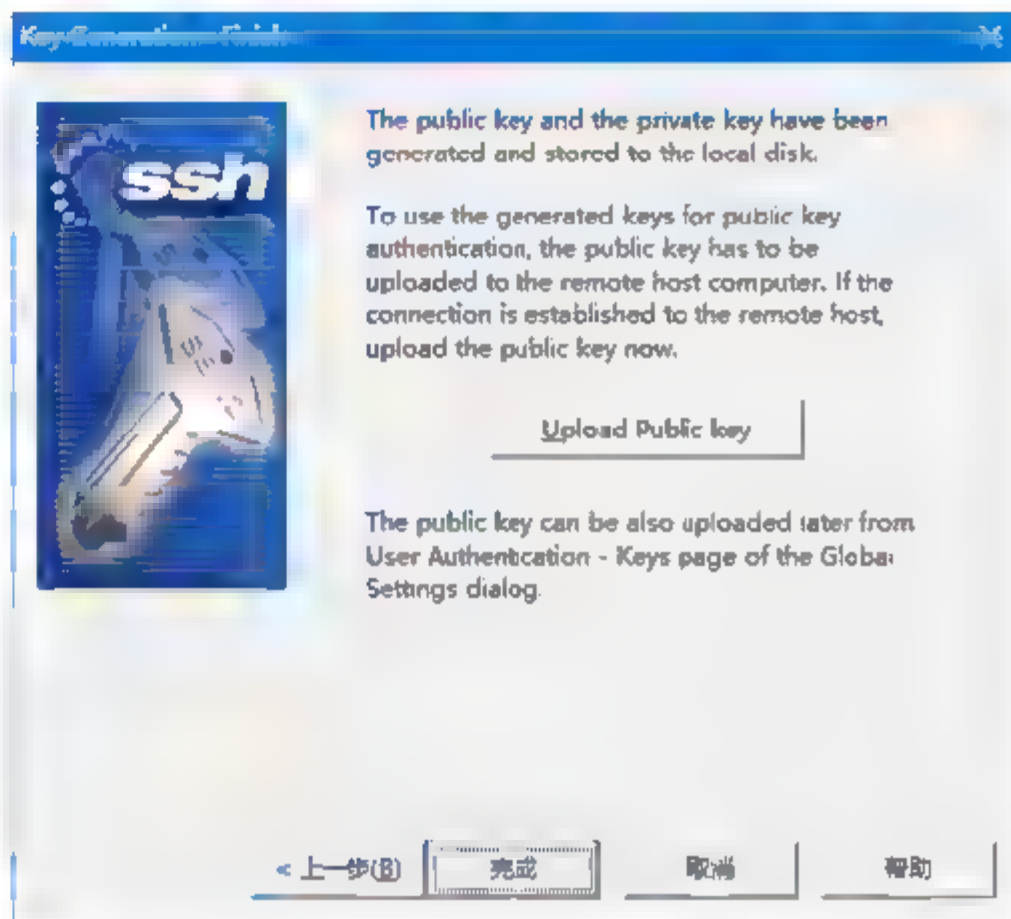 Key Generation - Finish
ssh
The public key and the private key have been
generated and stored to the local disk.
To use the generated keys for public key
authentication, the public key has to be
uploaded to the remote host computer. If the
connection is established to the remote host,
upload the public key now.
Upload Public key
The public key can be also uploaded later from
User Authentication - Keys page of the Global
Settings dialog.
< 上一步(B) 完成 取消 帮助